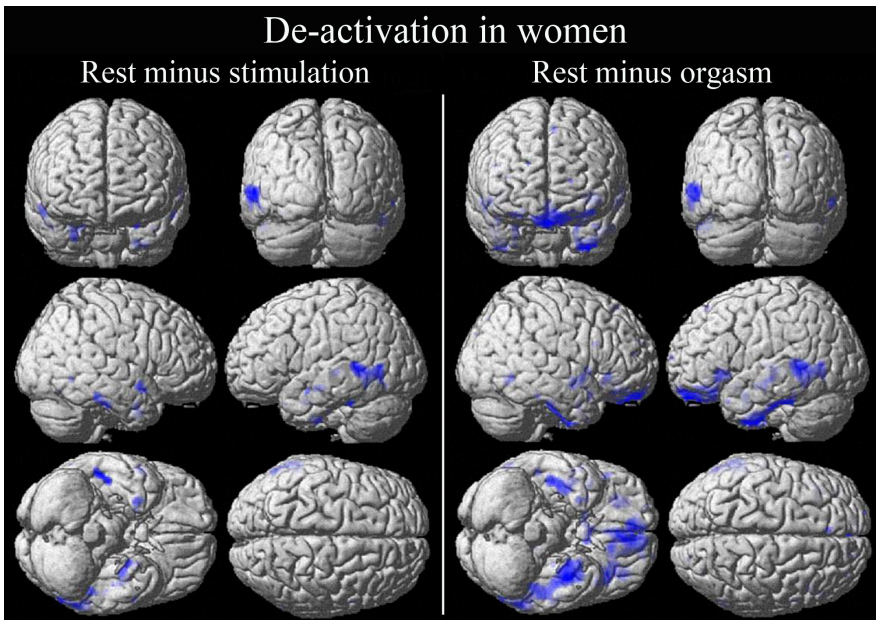 De-activation in women
Rest minus stimulation
Rest minus orgasm